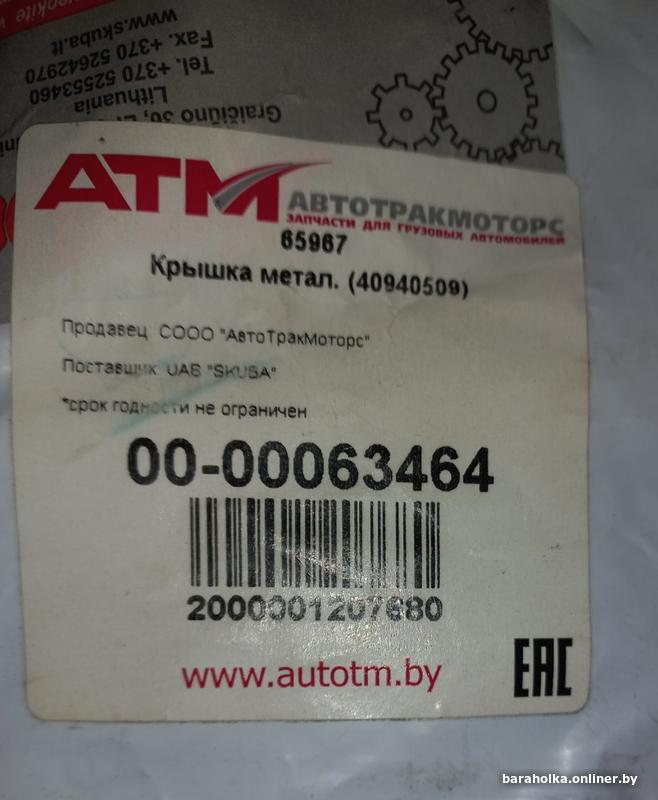 www.skuba.lt
Fax. +370 52642970
Tel. +370 52553460
Lithuania
Graičiūno 36,
ATM
АВТОТРАКМОТОРС
ЗАПЧАСТИ ДЛЯ ГРУЗОВЫХ АВТОМОБИЛЕЙ
65967
Крышка метал. (40940509)
Продавец СООО "АвтоТракМоторс"
Поставщик UAB "SKUBA"
*срок годности не ограничен
00-00063464
2000001207680
www.autotm.by
EAC
baraholka.onliner.by